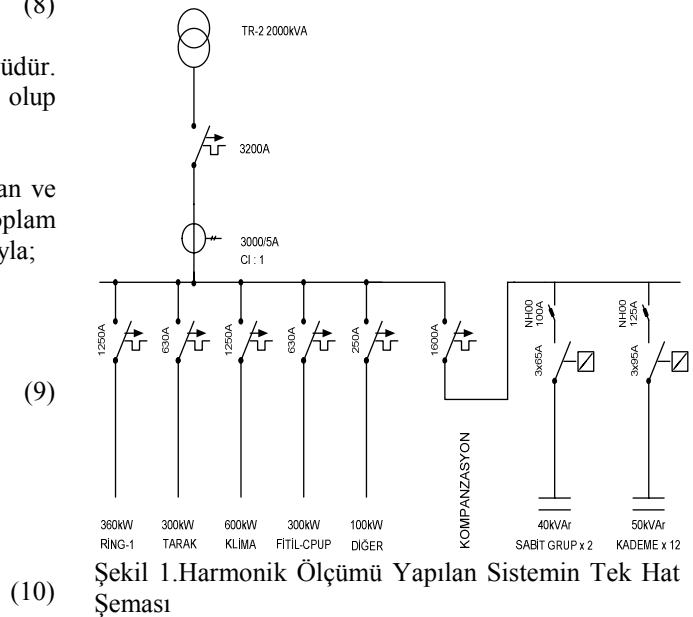 (8)
üdür.
olup
an ve
oplam
yla;
(9)
(10)
TR-2 2000kVA
3200A
3000/5A
CI : 1
1250A
630A
1250A
630A
250A
1600A
NH00
100A
3x65A
NH00
125A
3x95A
KOMPANZASYON
360kW
RİNG-1
300kW
TARAK
600kW
KLİMA
300kW
FİTİL-CPUP
100kW
DİĞER
40kVAr
SABİT GRUP x 2
50kVAr
KADEME x 12
Şekil 1.Harmonik Ölçümü Yapılan Sistemin Tek Hat
Şeması